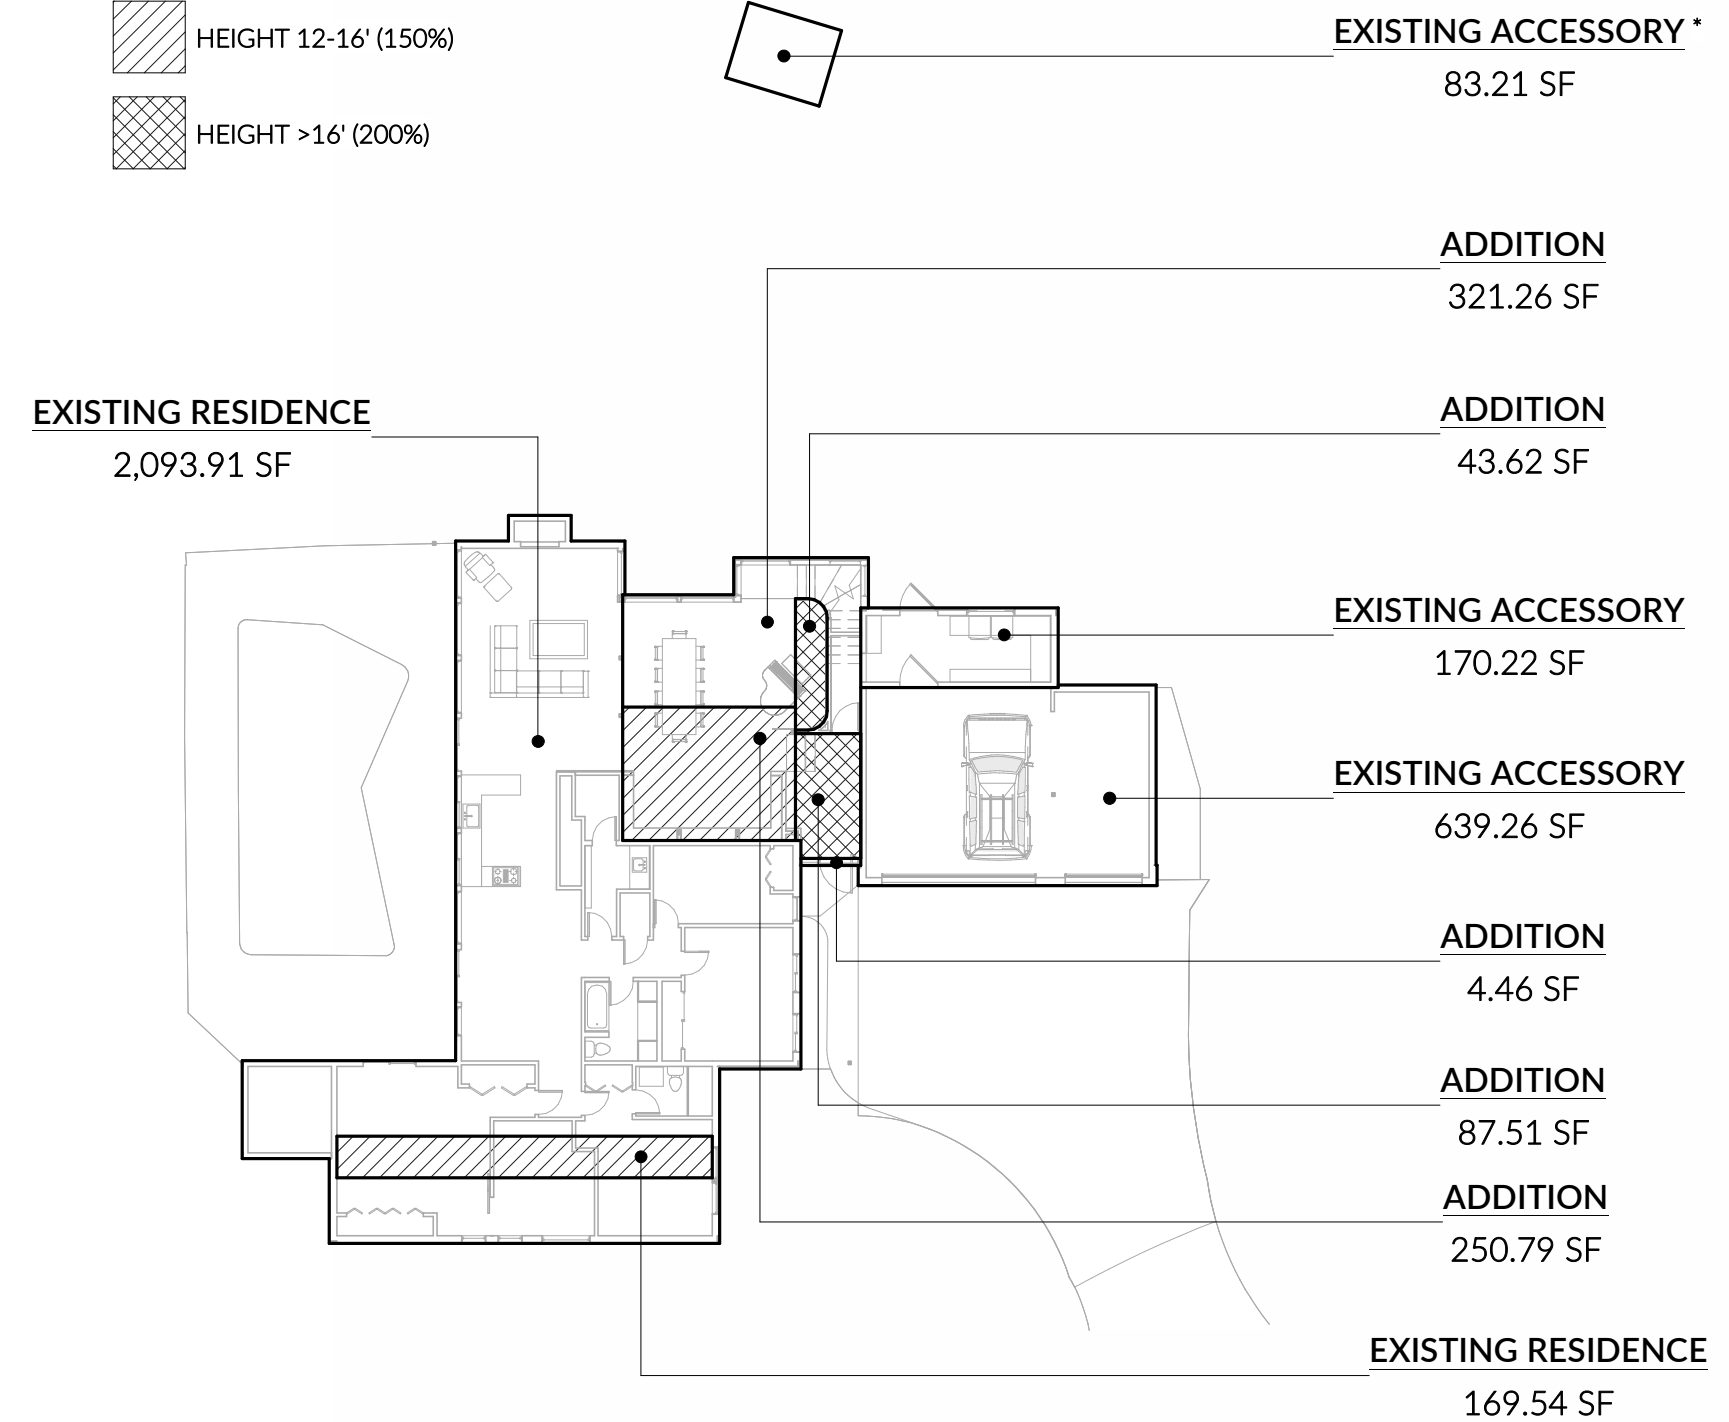 HEIGHT 12-16' (150%)
HEIGHT >16' (200%)
EXISTING ACCESSORY *
83.21 SF
ADDITION
321.26 SF
EXISTING RESIDENCE
2,093.91 SF
ADDITION
43.62 SF
EXISTING ACCESSORY
170.22 SF
EXISTING ACCESSORY
639.26 SF
ADDITION
4.46 SF
ADDITION
87.51 SF
ADDITION
250.79 SF
EXISTING RESIDENCE
169.54 SF